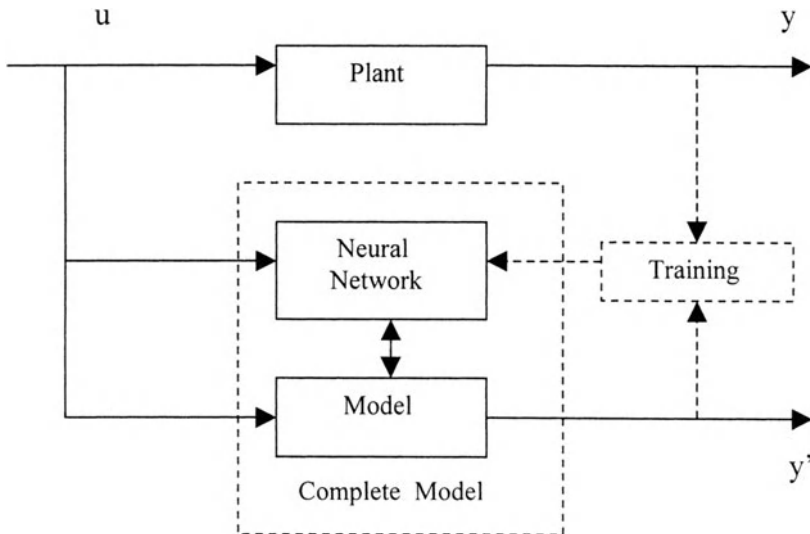 u
y
Plant
Neural
Network
Training
Model
y'
Complete Model